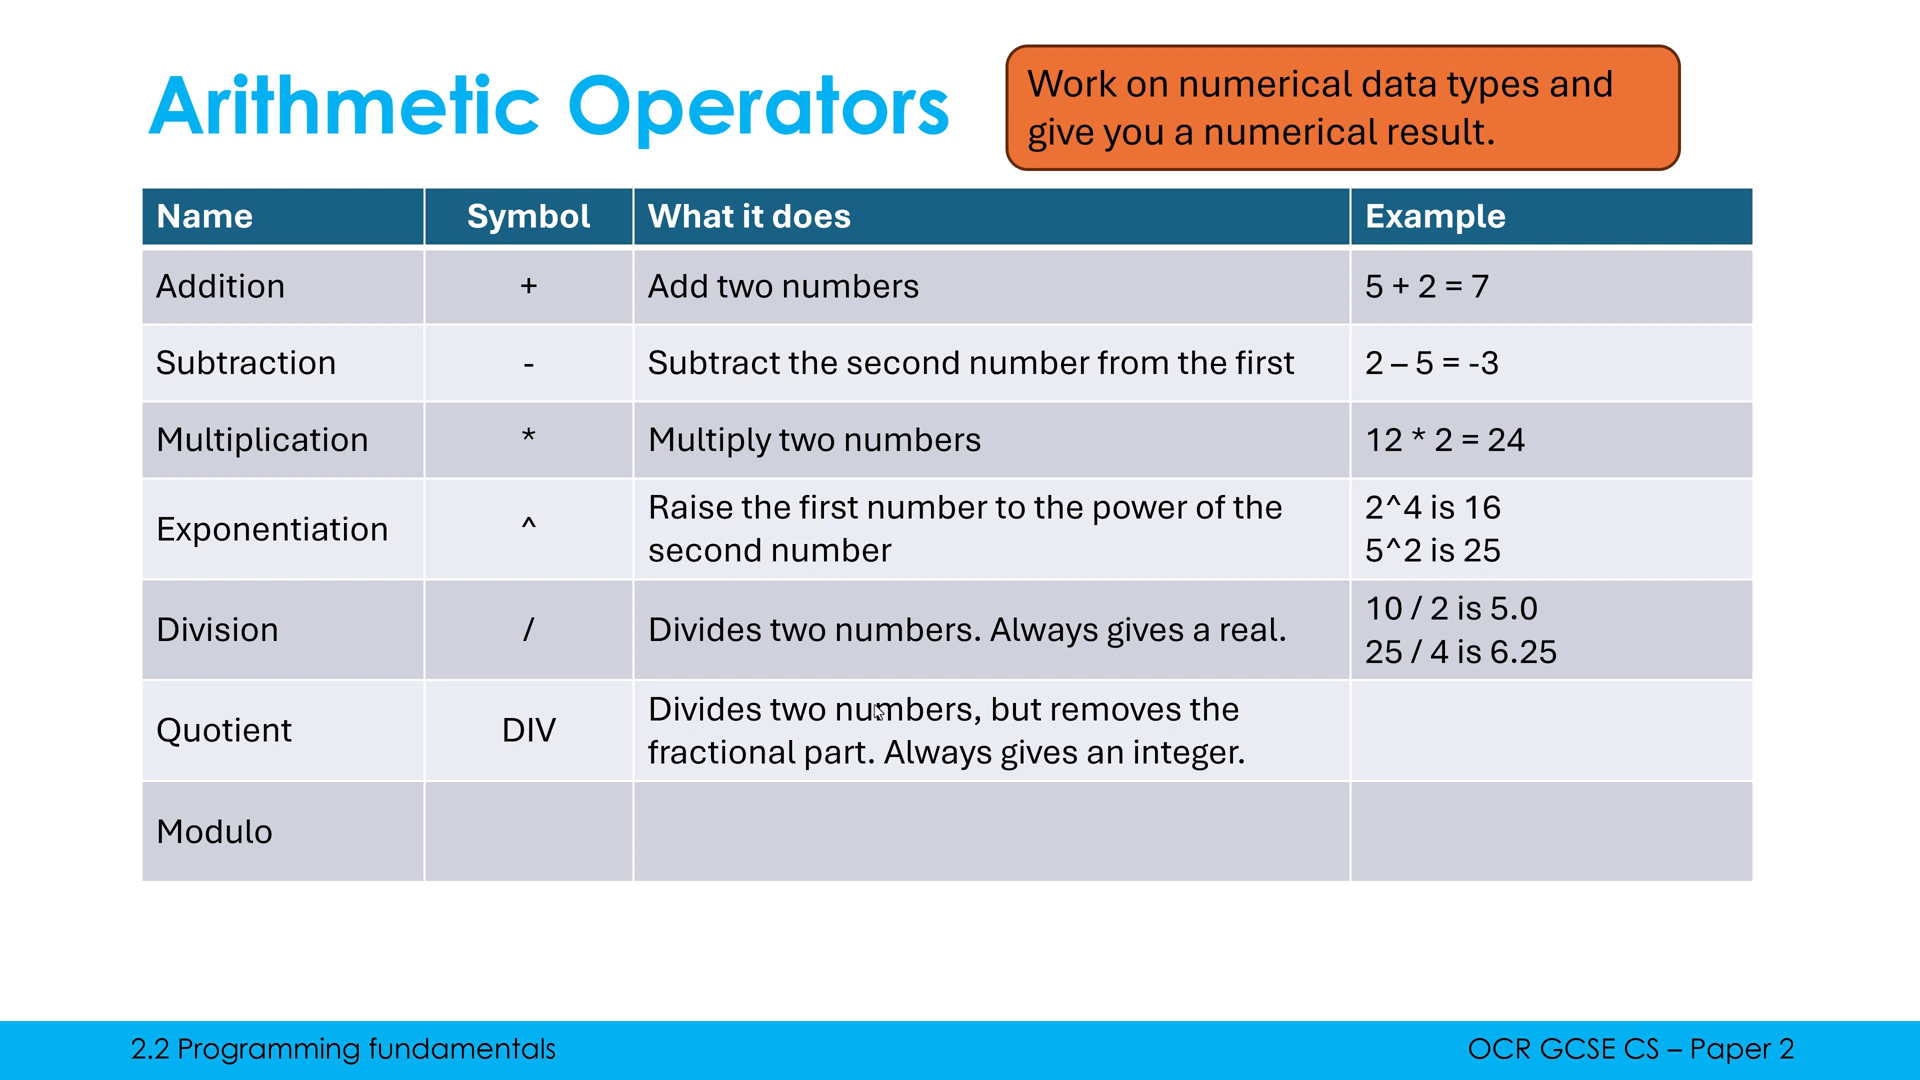 Arithmetic Operators
Work on numerical data types and
give you a numerical result.
Name Symbol What it does Example
Addition + Add two numbers 5 + 2 = 7
Subtraction - Subtract the second number from the first 2 – 5 = -3
Multiplication * Multiply two numbers 12 * 2 = 24
Exponentiation ^ Raise the first number to the power of the
second number
2^4 is 16
5^2 is 25
Division / Divides two numbers. Always gives a real.
10 / 2 is 5.0
25 / 4 is 6.25
Quotient DIV Divides two numbers, but removes the
fractional part. Always gives an integer.
Modulo
2.2 Programming fundamentals
OCR GCSE CS – Paper 2